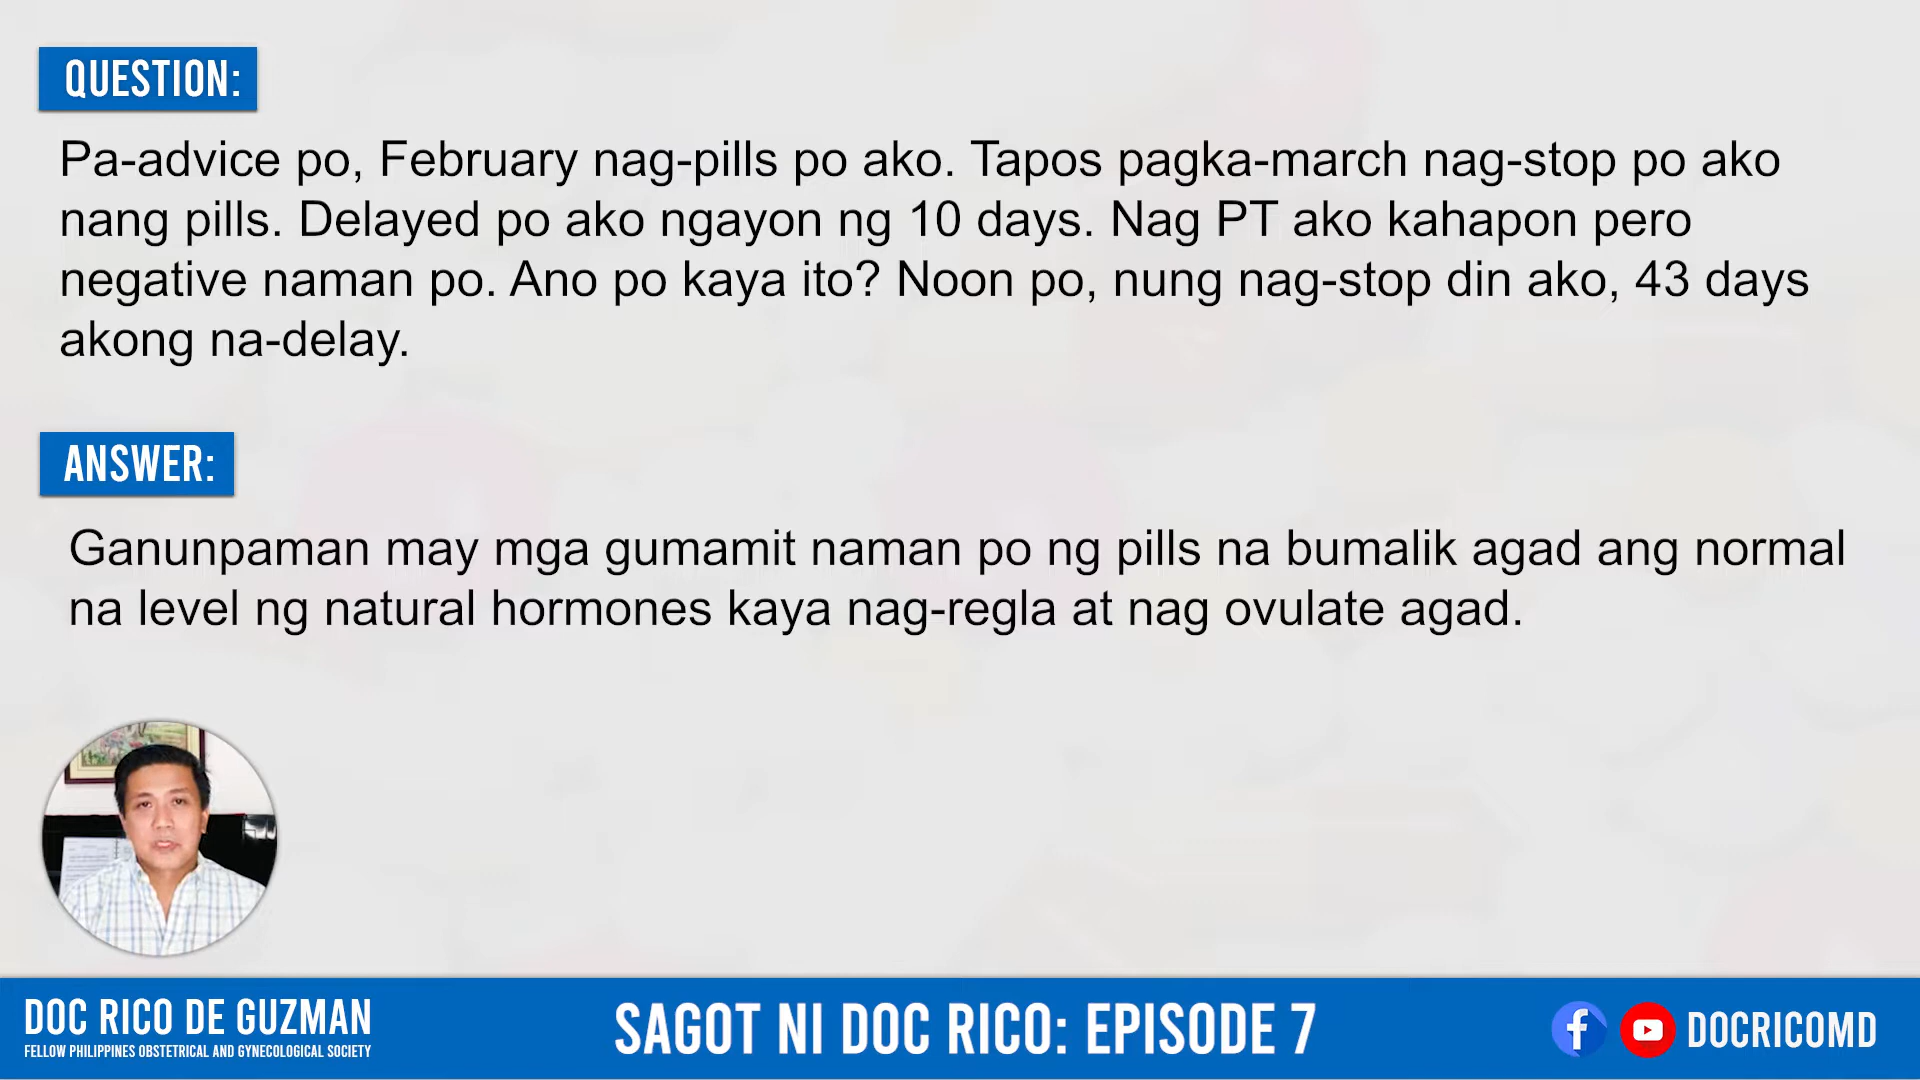 QUESTION:
Pa-advice po, February nag-pills po ako. Tapos pagka-march nag-stop po ako
nang pills. Delayed po ako ngayon ng 10 days. Nag PT ako kahapon pero
negative naman po. Ano po kaya ito? Noon po, nung nag-stop din ako, 43 days
akong na-delay.
ANSWER:
Ganunpaman may mga gumamit naman po ng pills na bumalik agad ang normal
na level ng natural hormones kaya nag-regla at nag ovulate agad.
DOC RICO DE GUZMAN
FELLOW PHILIPPINES OBSTETRICAL AND GYNECOLOGICAL SOCIETY
SAGOT NI DOC RICO: EPISODE 7
DOCRICOMD